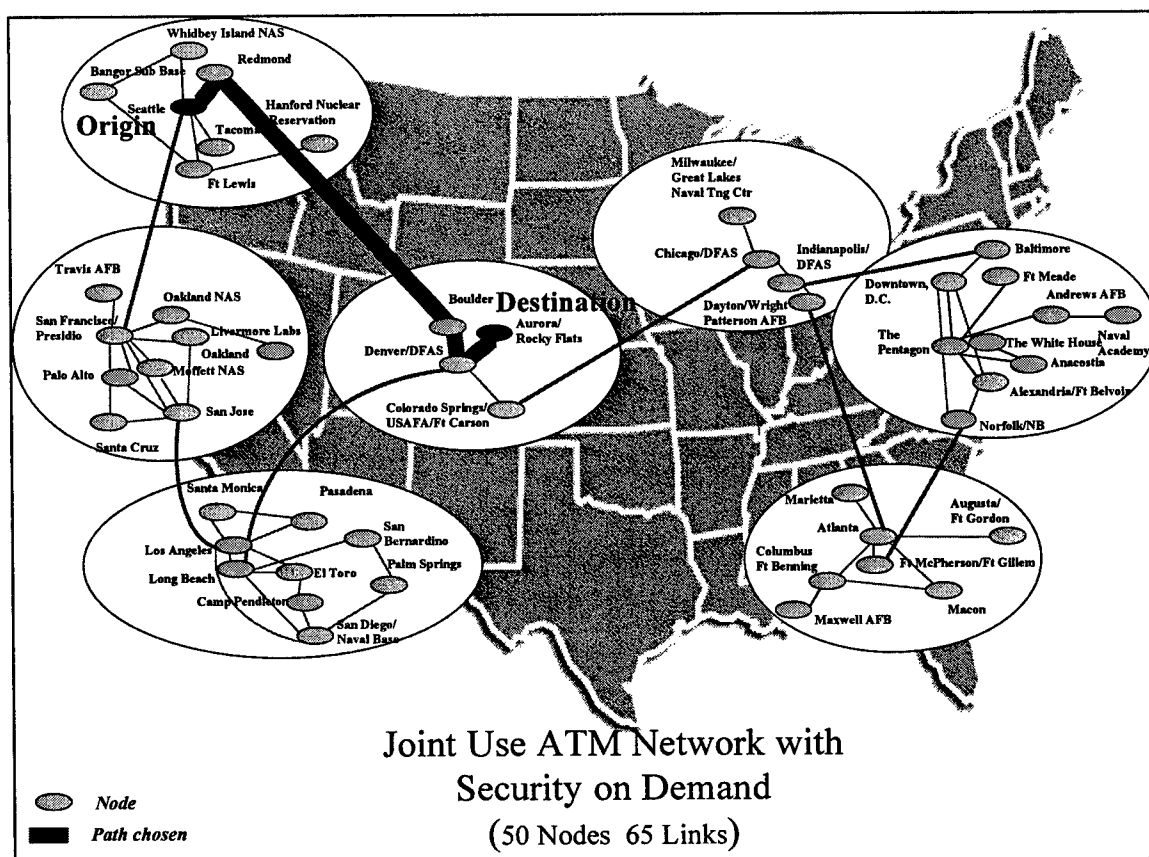 Whidbey Island NAS
Redmond
Bangor Sub Base
Seattle
Hanford Nuclear
Reservation
Origin
Tacoma
Ft Lewis
Travis AFB
Oakland NAS
San Francisco/
Presidio
Livermore Labs
Oakland
Palo Alto
Moffett NAS
San Jose
Santa Cruz
Boulder
Destination
Aurora/
Rocky Flats
Denver/DFAS
Colorado Springs/
USAFA/Ft Carson
Milwaukee/
Great Lakes
Naval Tng Ctr
Chicago/DFAS
Indianapolis/
DFAS
Dayton/Wright
Patterson AFB
Baltimore
Ft Meade
Downtown,
D.C.
Andrews AFB
The Pentagon
The White House
Naval
Academy
Anacostia
Alexandria/Ft Belvoir
Norfolk/NB
Santa Monica
Pasadena
San
Bernardino
Los Angeles
Long Beach
El Toro
Palm Springs
Camp Pendleton
San Diego/
Naval Base
Marietta
Augusta/
Ft Gordon
Atlanta
Columbus
Ft Benning
Ft McPherson/Ft Gillem
Macon
Maxwell AFB
Joint Use ATM Network with
Security on Demand
(50 Nodes 65 Links)
Node
Path chosen